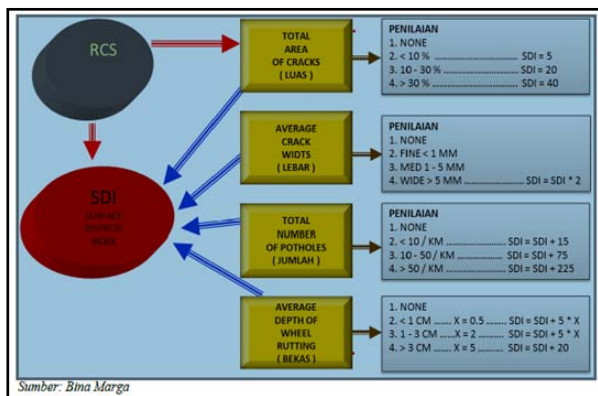 RCS
SDI
SURFACE
DISTRESS
INDEX
TOTAL
AREA
OF CRACKS
( LUAS )
PENILAIAN
1. NONE
2. < 10 % ........................... SDI = 5
3. 10 - 30 % ........................ SDI = 20
4. > 30 % ........................... SDI = 40
AVERAGE
CRACK
WIDTS
( LEBAR )
PENILAIAN
1. NONE
2. FINE < 1 MM
3. MED 1 - 5 MM
4. WIDE > 5 MM ................... SDI = SDI * 2
TOTAL
NUMBER
OF POTHOLES
( JUMLAH )
PENILAIAN
1. NONE
2. < 10 / KM ........................ SDI = SDI + 15
3. 10 - 50 / KM .................... SDI = SDI + 75
4. > 50 / KM ........................ SDI = SDI + 225
AVERAGE
DEPTH OF
WHEEL
RUTTING
( BEKAS )
1. NONE
2. < 1 CM ....... X = 0.5 ....... SDI = SDI + 5 * X
3. 1 - 3 CM ......X = 2 ......... SDI = SDI + 5 * X
4. > 3 CM ....... X = 5 ......... SDI = SDI + 20
Sumber: Bina Marga